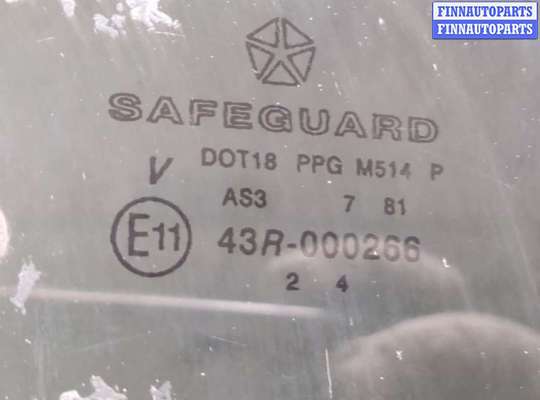 FINNAUTOPARTS
FINNAUTOPARTS
SAFEGUARD
V DOT18 PPG M514 P
AS3 7 81
E11 43R-000266
2 4